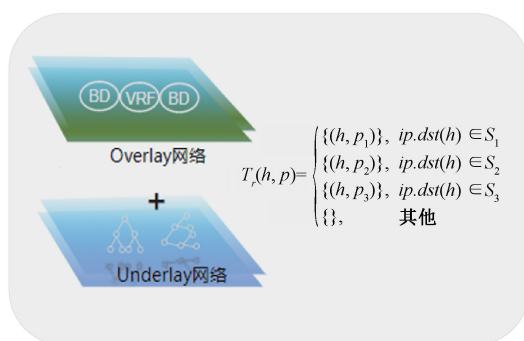 BD VRF BD
Overlay网络
+
Underlay网络
T_r(h, p)=
{(h, p_1)}, ip.dst(h) ∈S_1
{(h, p_2)}, ip.dst(h) ∈S_2
{(h, p_3)}, ip.dst(h) ∈S_3
{}, 其他